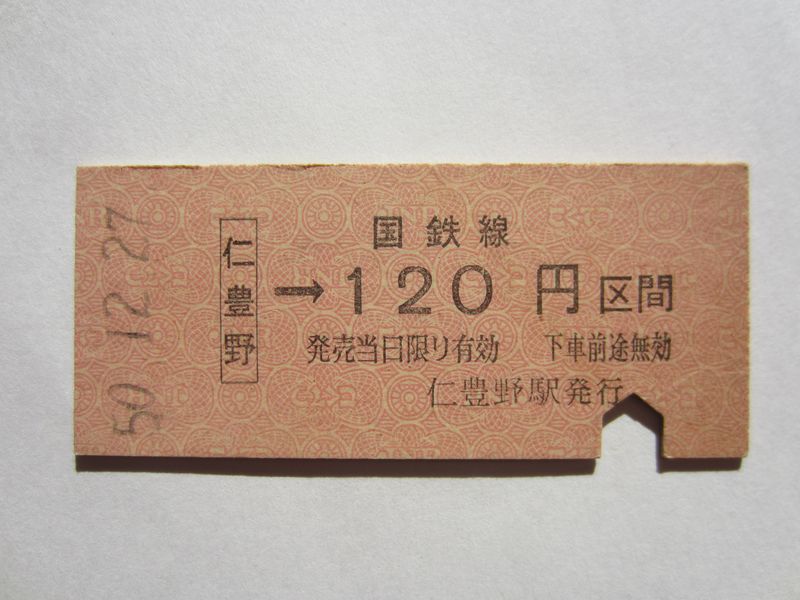 50 12 27
仁豊野
国鉄線
→120円区間
発売当日限り有効 下車前途無効
仁豊野駅発行